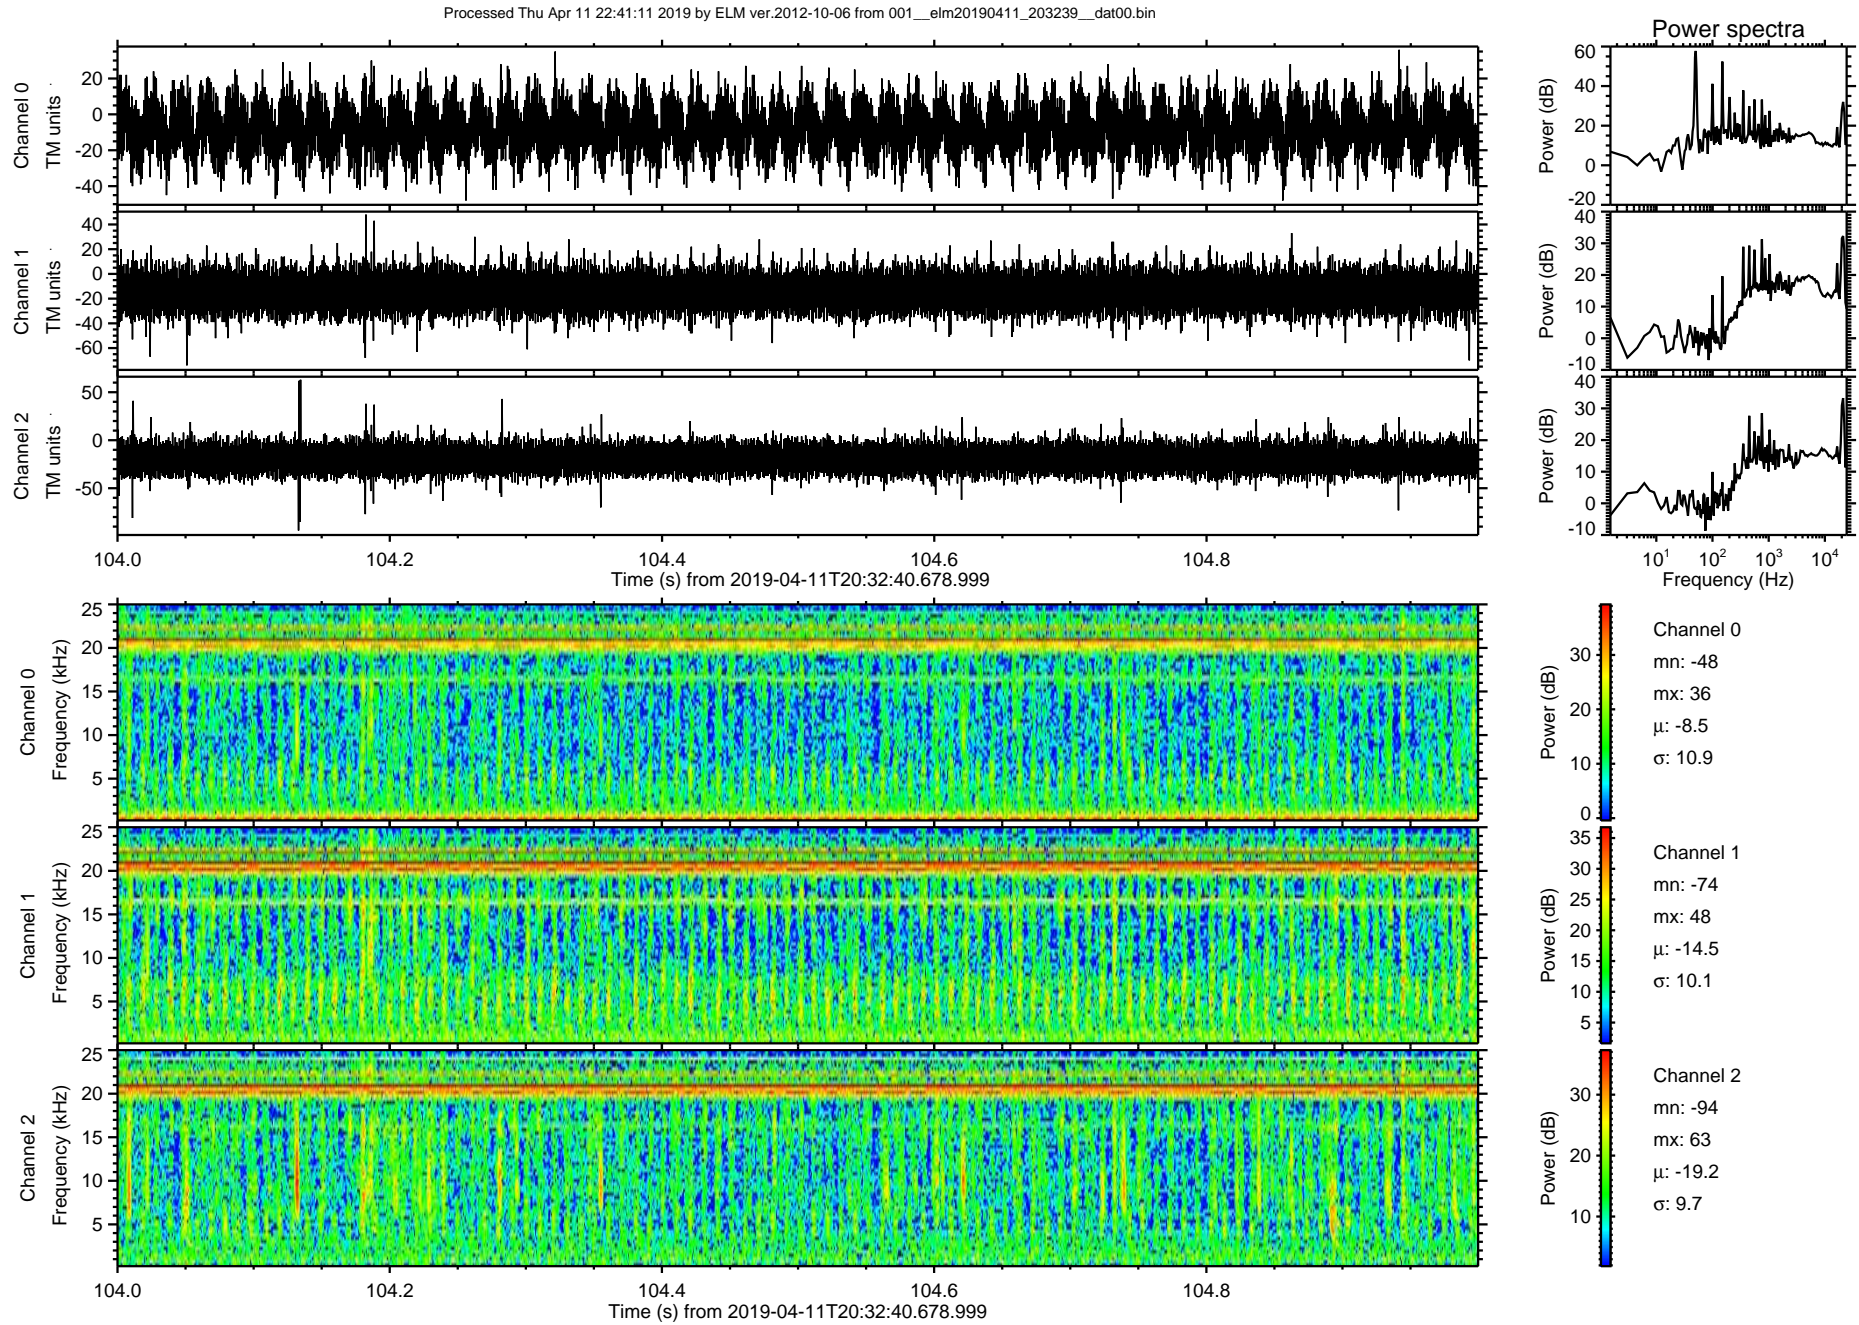 Processed Thu Apr 11 22:41:11 2019 by ELM ver.2012-10-06 from 001__elm20190411_203239__dat00.bin
Power spectra
Channel 0
TM units
20
0
-20
-40
Power (dB)
60
40
20
0
-20
Channel 1
TM units
40
20
0
-20
-40
-60
Power (dB)
40
30
20
10
0
-10
Channel 2
TM units
50
0
-50
Power (dB)
40
30
20
10
0
-10
104.0 104.2 104.4 104.6 104.8
Time (s) from 2019-04-11T20:32:40.678.999
10^1 10^2 10^3 10^4
Frequency (Hz)
Channel 0
Frequency (kHz)
25
20
15
10
5
Power (dB)
30
20
10
0
Channel 0
mn: -48
mx: 36
μ: -8.5
σ: 10.9
Channel 1
Frequency (kHz)
25
20
15
10
5
Power (dB)
35
30
25
20
15
10
5
Channel 1
mn: -74
mx: 48
μ: -14.5
σ: 10.1
Channel 2
Frequency (kHz)
25
20
15
10
5
Power (dB)
30
20
10
Channel 2
mn: -94
mx: 63
μ: -19.2
σ: 9.7
104.0 104.2 104.4 104.6 104.8
Time (s) from 2019-04-11T20:32:40.678.999